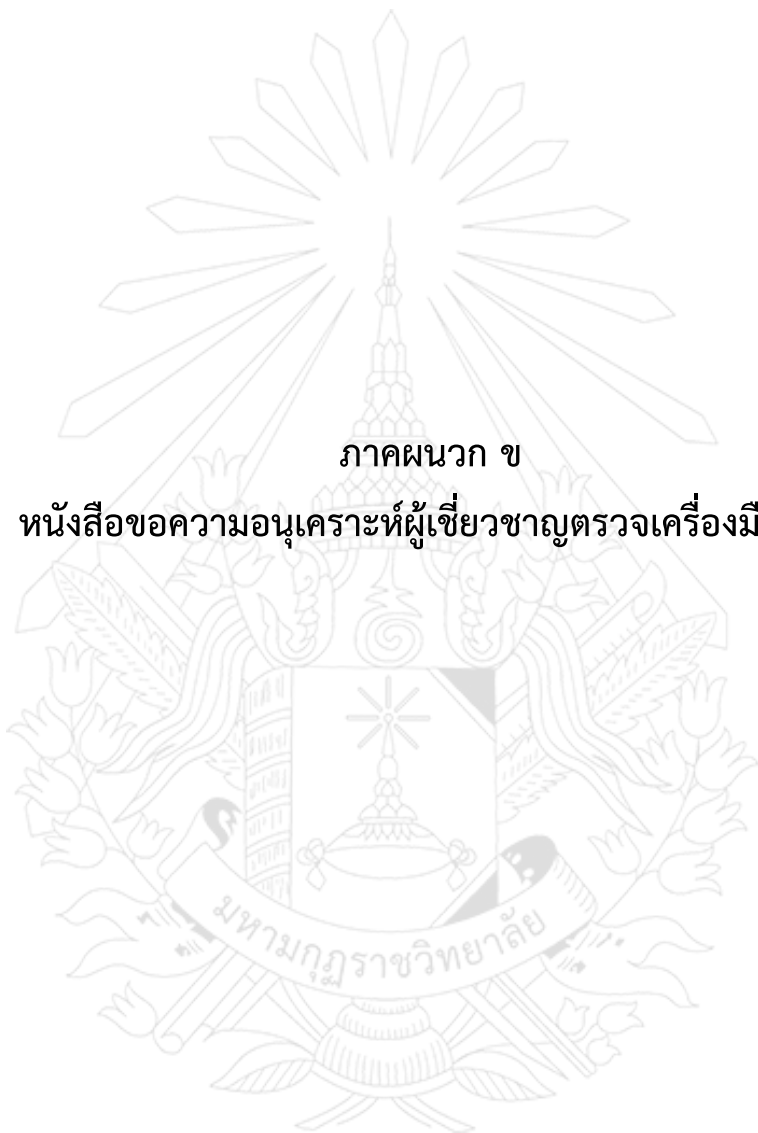 ภาคผนวก ข
หนังสือขอความอนุเคราะห์ผู้เชี่ยวชาญตรวจเครื่องมื
มหามกุฏราชวิทยาลัย